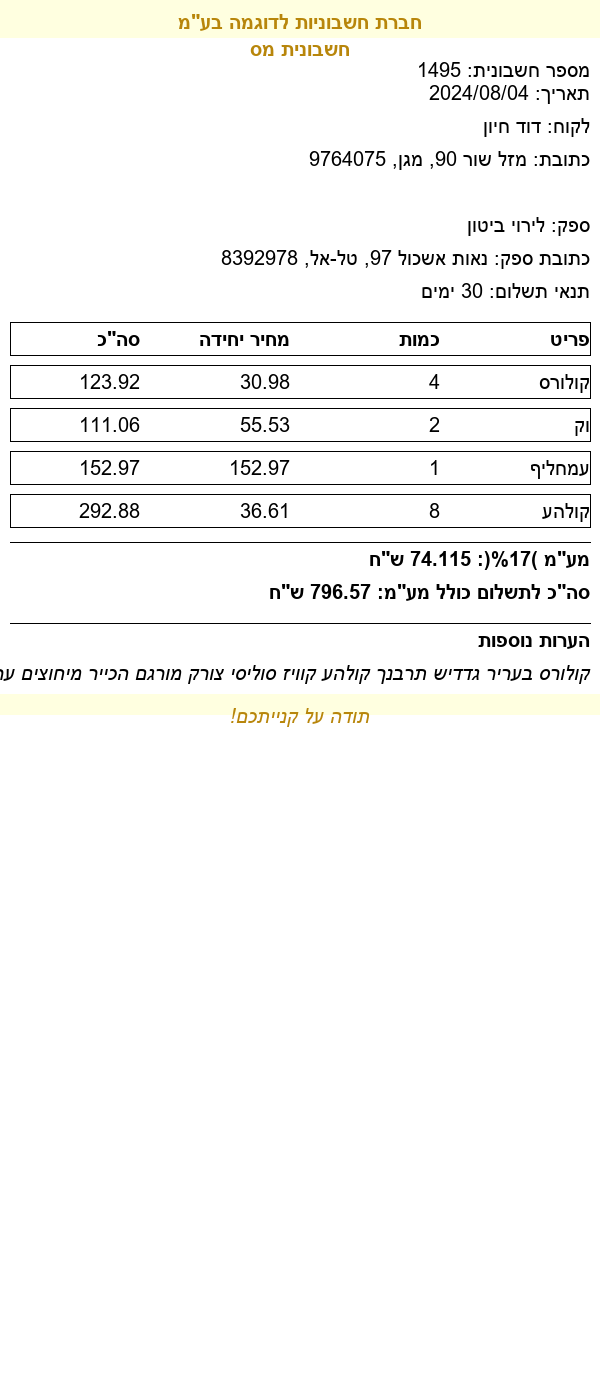 חברת חשבוניות לדוגמה בע"מ
חשבונית מס
מספר חשבונית: 1495
תאריך: 2024/08/04
לקוח: דוד חיון
כתובת: מזל שור 90, מגן, 9764075
ספק: לירוי ביטון
כתובת ספק: נאות אשכול 97, טל-אל, 8392978
תנאי תשלום: 30 ימים
פריט כמות מחיר יחידה סה"כ
קולורס 4 30.98 123.92
וק 2 55.53 111.06
עמחליף 1 152.97 152.97
קולהע 8 36.61 292.88
מע"מ )17%(: 74.115 ש"ח
סה"כ לתשלום כולל מע"מ: 796.57 ש"ח
הערות נוספות
קולורס בעריר גדדיש תרבנך קולהע קוויז סוליסי צורק מורגם הכייר מיחוצים
תודה על קנייתכם!